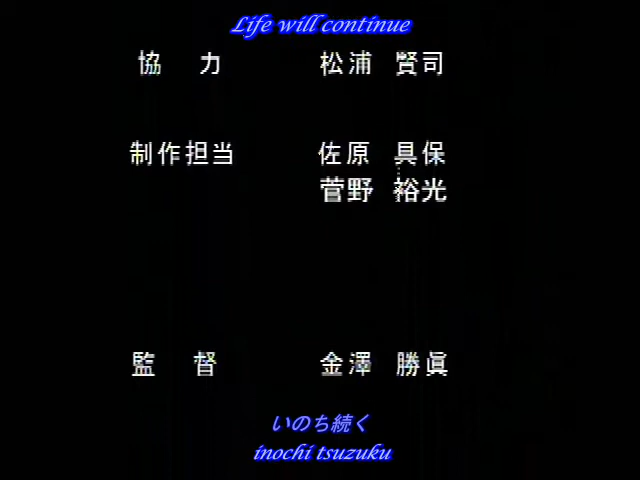 Life will continue
協 力 松浦 賢司
制作担当 佐原 具保
菅野 裕光
監 督 金澤 勝眞
いのち続く
inochi tsuzuku